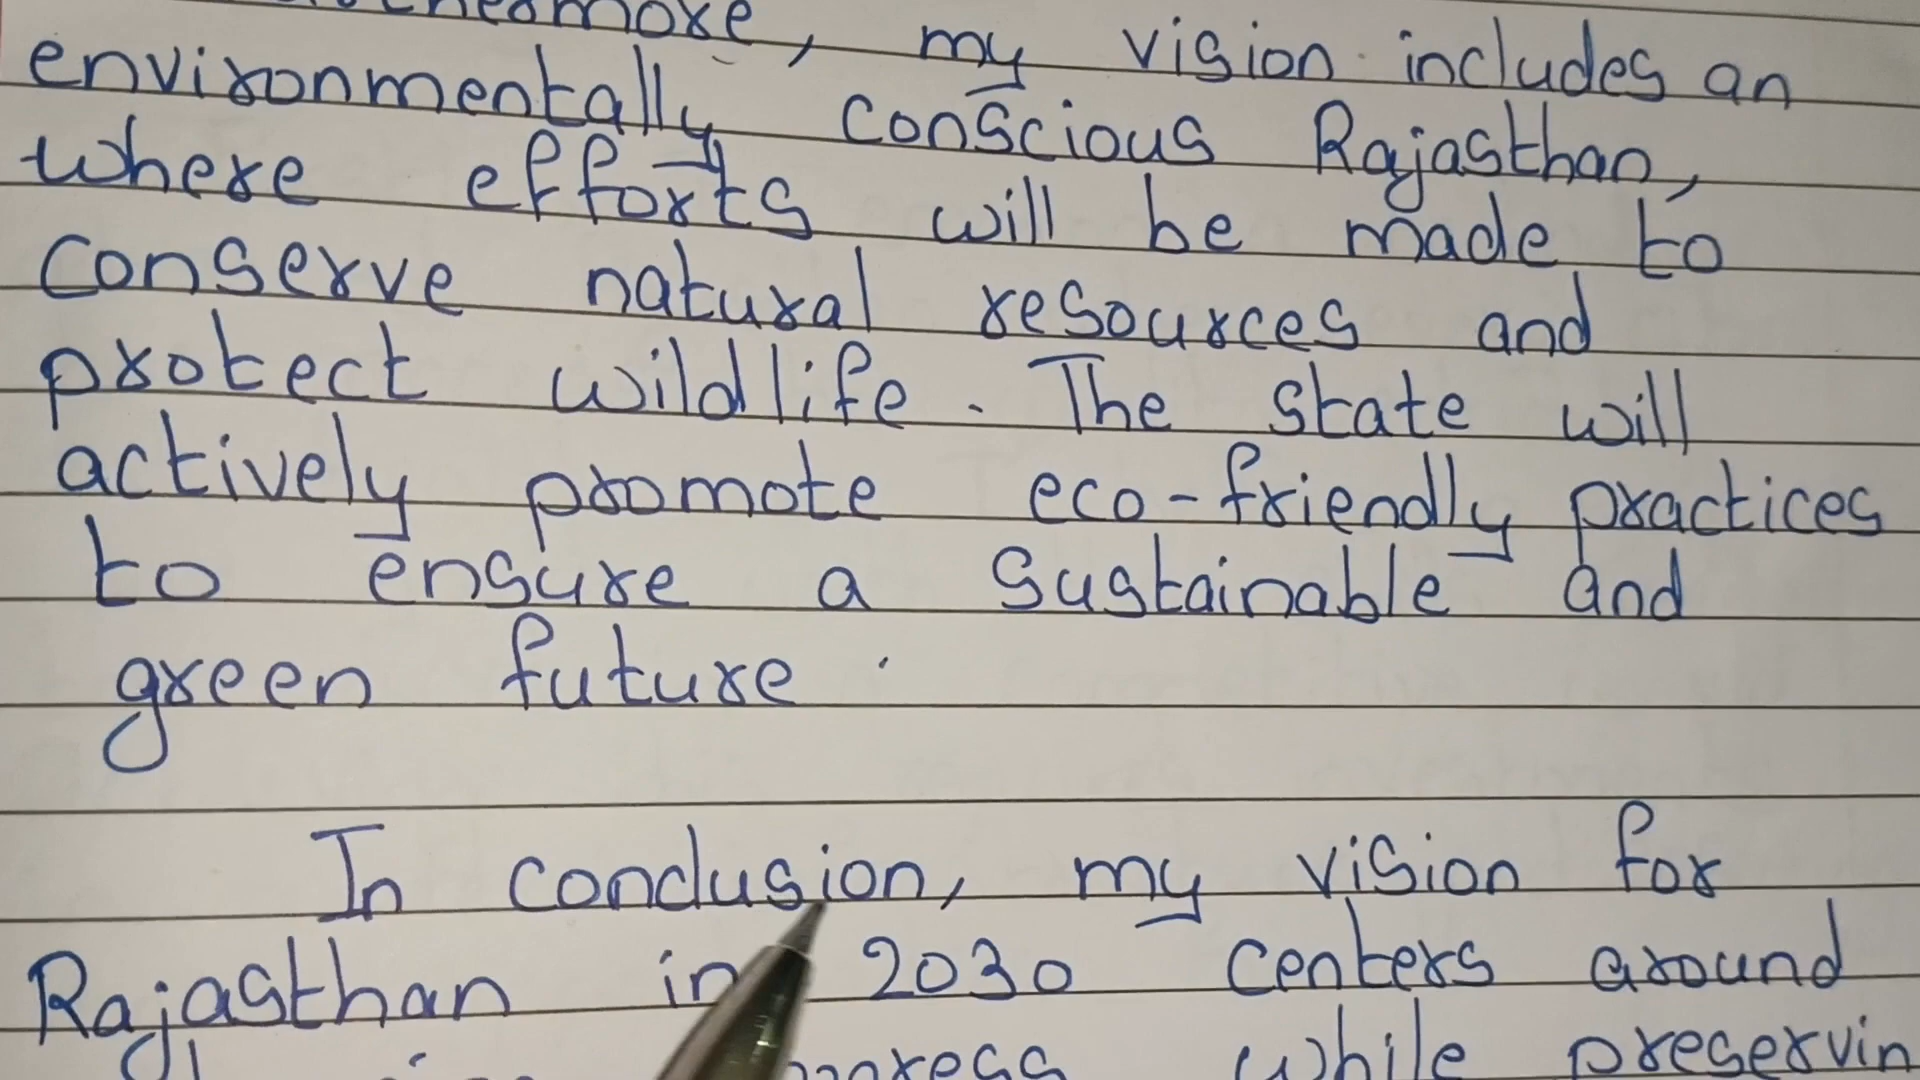 my vision includes an
environmentally conscious Rajasthan,
where efforts will be made to
conserve natural resources and
protect wildlife. The state will
actively promote eco-friendly practices
to ensure a sustainable and
green future.
In conclusion, my vision for
Rajasthan in 2030 centers around
while preservin